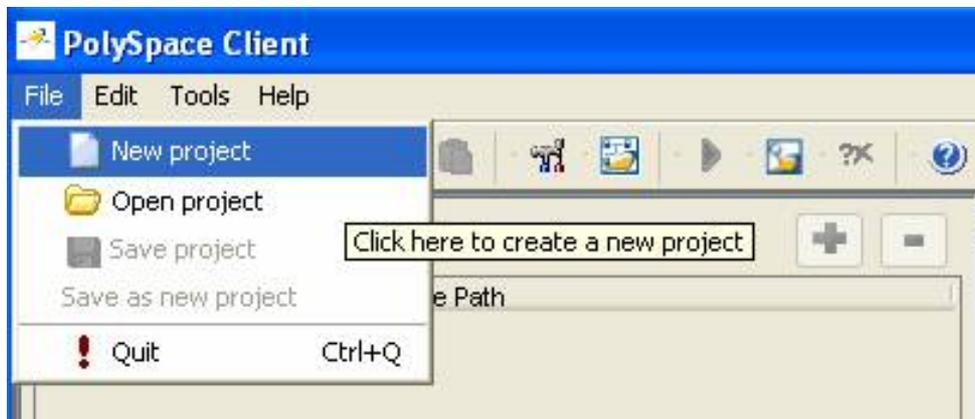 PolySpace Client
File Edit Tools Help
New project
Open project
Click here to create a new project
Save project
Save as new project
e Path
Quit Ctrl+Q